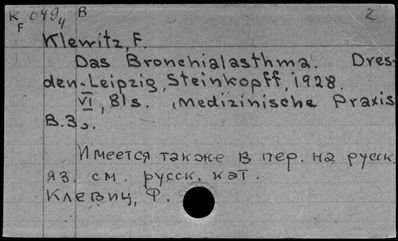 K 649 B 2
F 4
Klewitz, F.
Das Bronchialasthma. Dres-
den-Leipzig, Steinkopff, 1928.
VI, 81s. (Medizinische Praxis
B.3).
Имеется также в пер. на русск.
яз. см. русск. кат.
Клевиц, Ф.